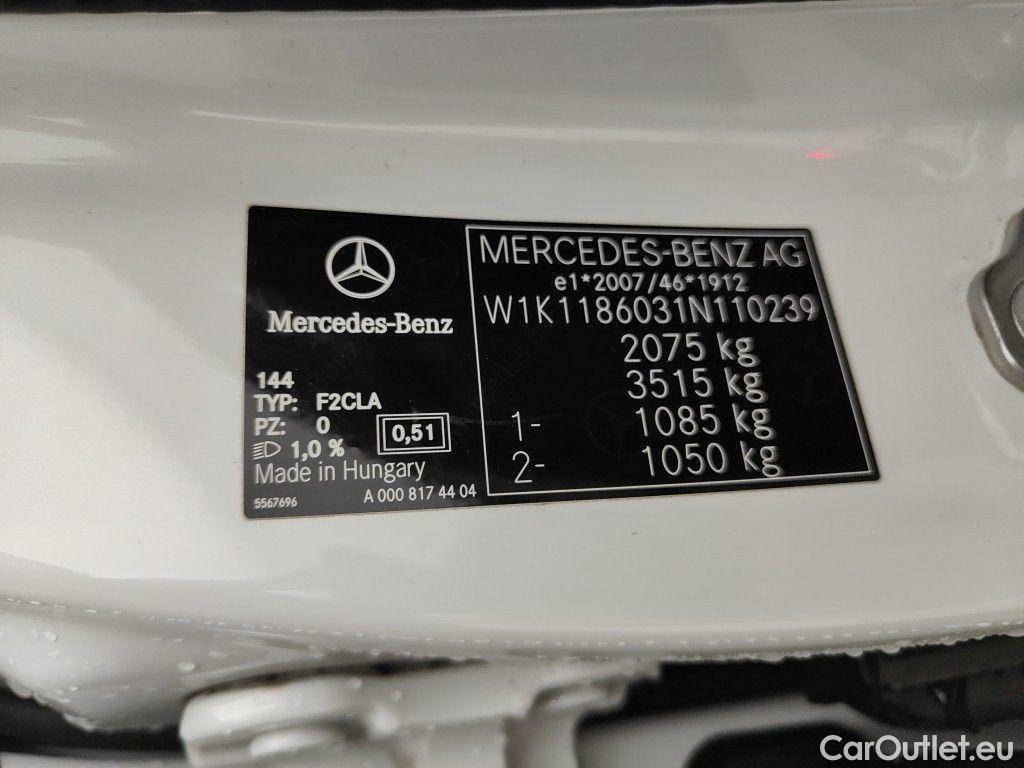 Mercedes-Benz
144
TYP: F2CLA
PZ: 0
1,0 %
0,51
Made in Hungary
5567696
A 000 817 44 04
MERCEDES-BENZ AG
e1*2007/46*1912
W1K1186031N110239
2075 kg
3515 kg
1- 1085 kg
2- 1050 kg
CarOutlet.eu